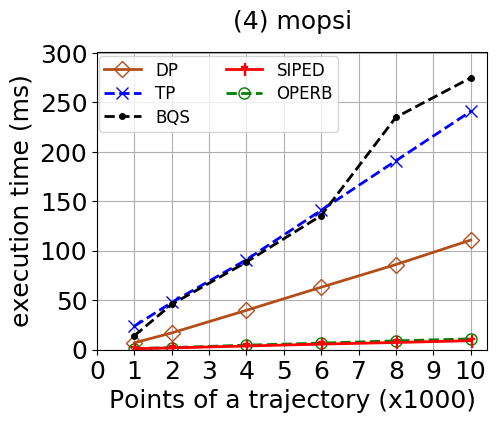 (4) mopsi
execution time (ms)
300
250
200
150
100
50
0
DP
TP
BQS
SIPED
OPERB
0 1 2 3 4 5 6 7 8 9 10
Points of a trajectory (x1000)